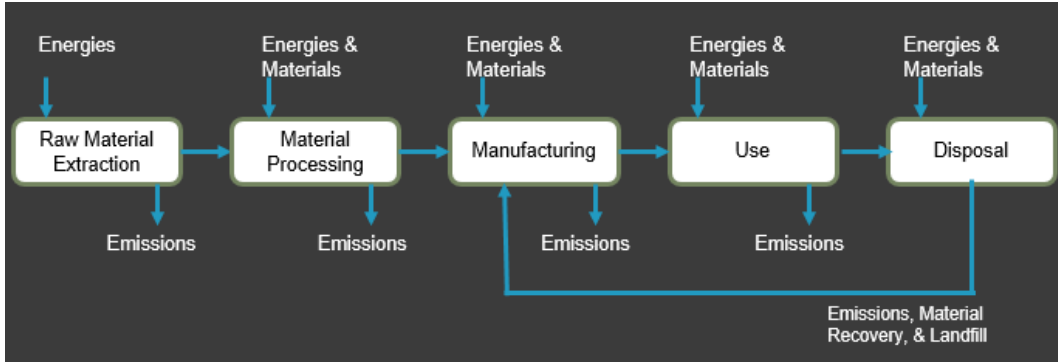 Energies
Energies &
Materials
Energies &
Materials
Energies &
Materials
Energies &
Materials
Raw Material
Extraction
Material
Processing
Manufacturing
Use
Disposal
Emissions
Emissions
Emissions
Emissions
Emissions, Material
Recovery, & Landfill